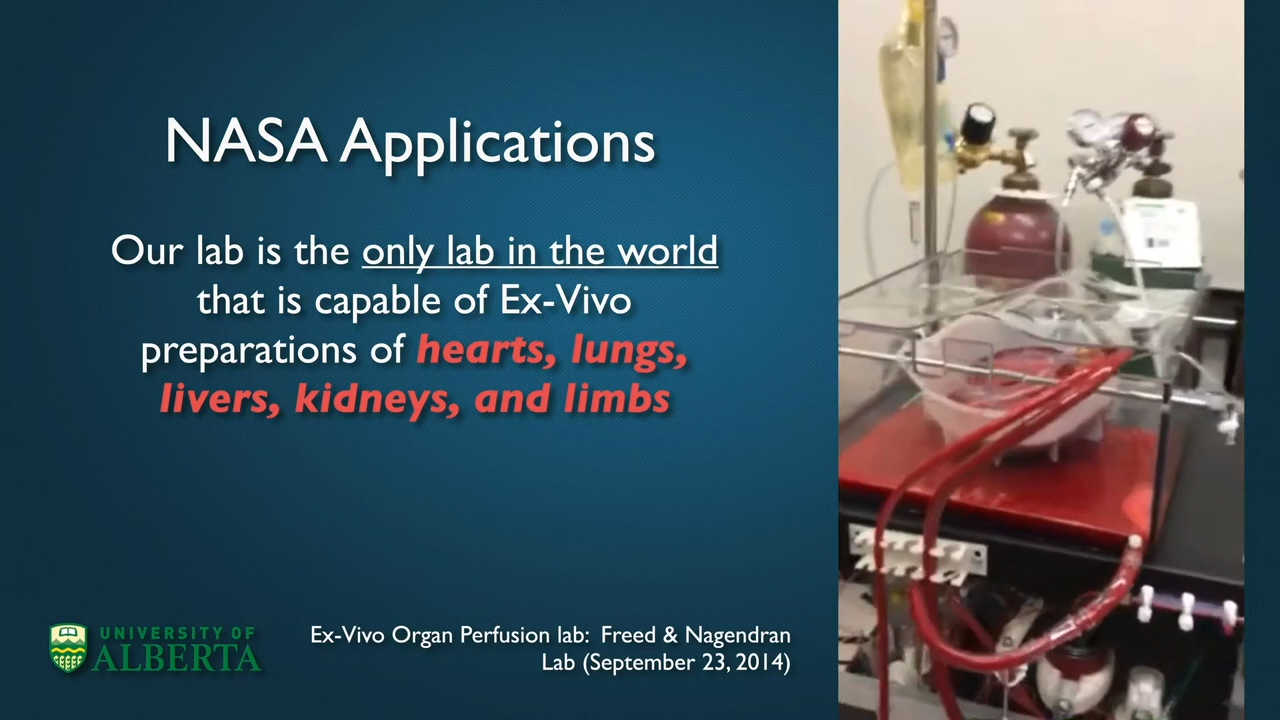 NASA Applications
Our lab is the only lab in the world
that is capable of Ex-Vivo
preparations of hearts, lungs,
livers, kidneys, and limbs
UNIVERSITY OF
ALBERTA
Ex-Vivo Organ Perfusion lab: Freed & Nagendran
Lab (September 23, 2014)